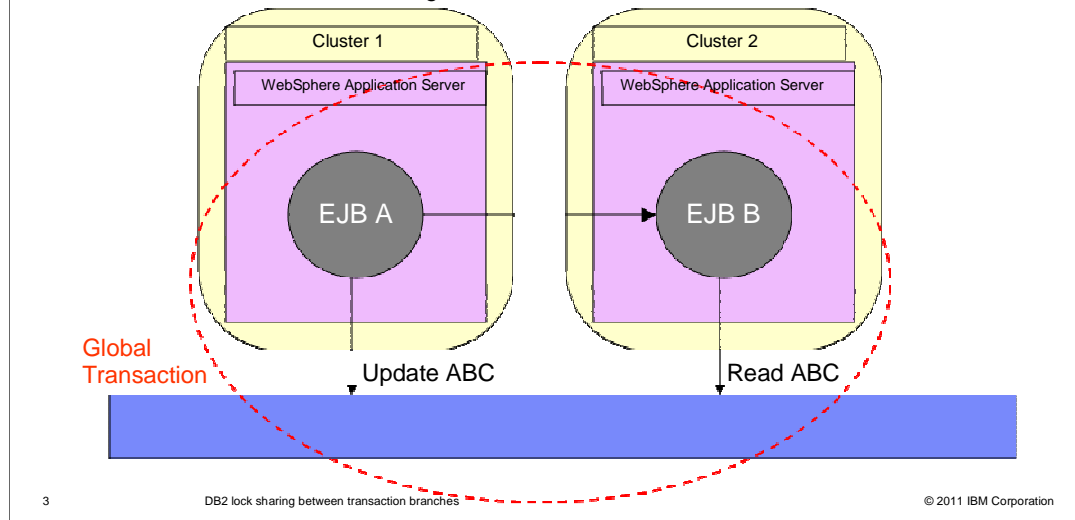 Cluster 1
Cluster 2
WebSphere Application Server
WebSphere Application Server
EJB A
EJB B
Global
Transaction
Update ABC
Read ABC
3
DB2 lock sharing between transaction branches
© 2011 IBM Corporation